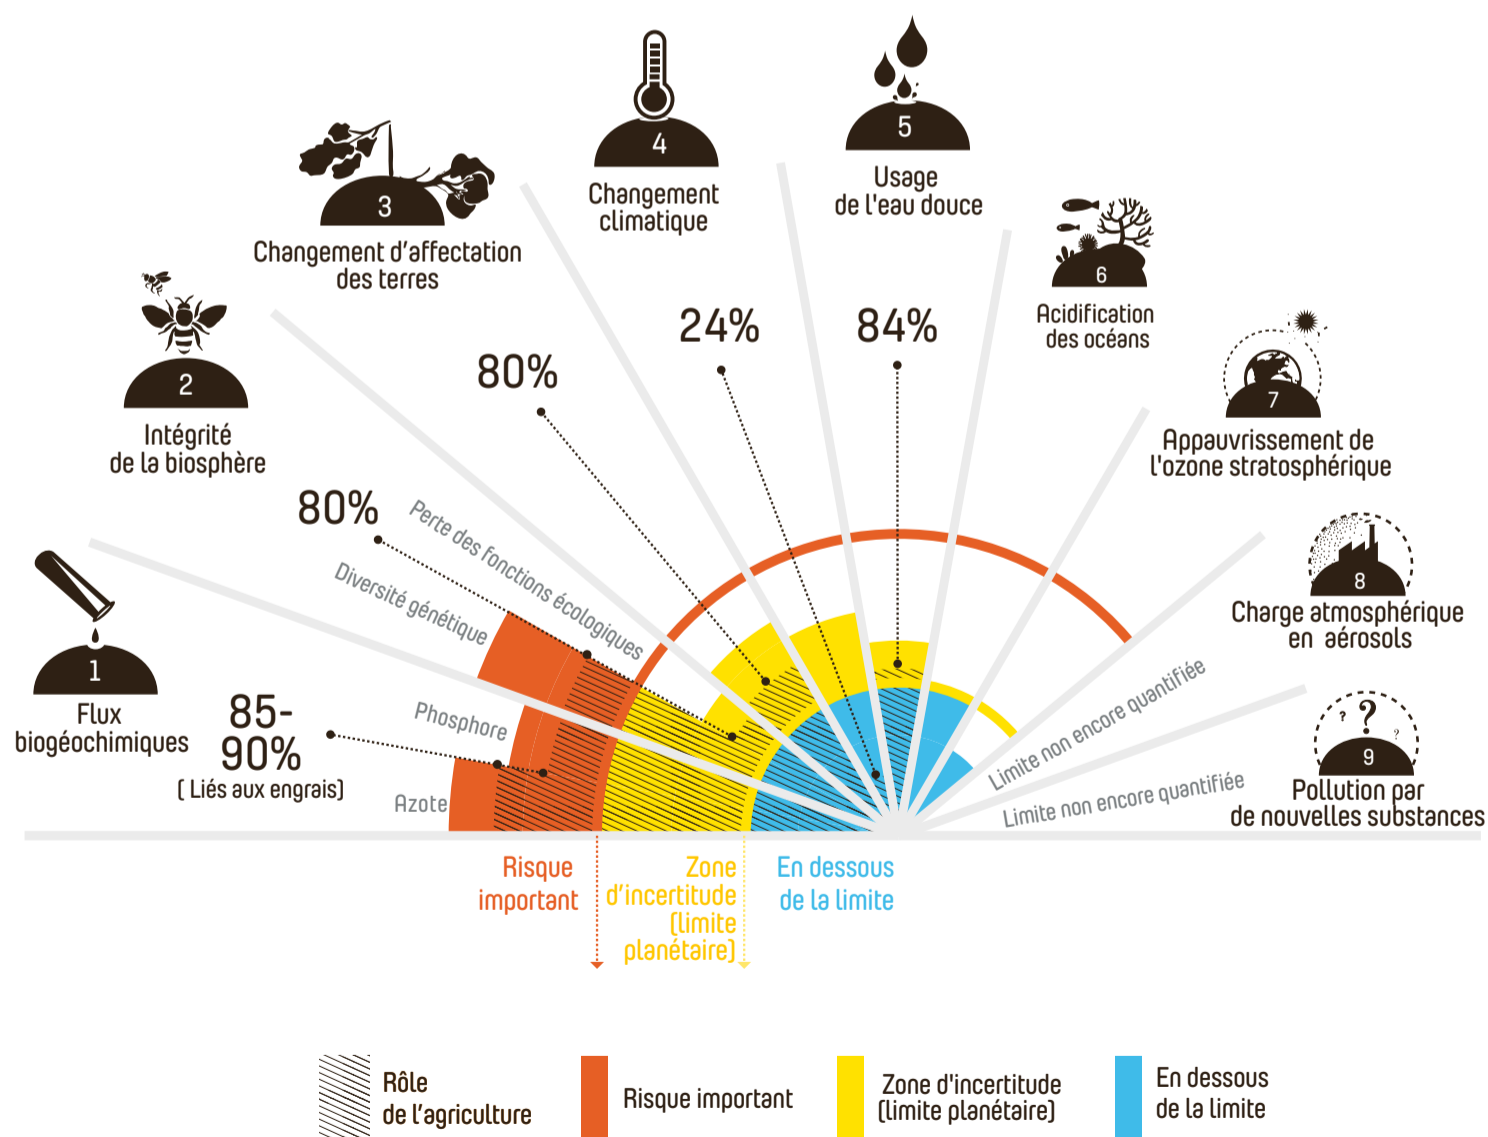 1
Flux
biogéochimiques
85-
90%
( Liés aux engrais)
Azote
Phosphore
2
Intégrité
de la biosphère
80%
Diversité génétique
Perte des fonctions écologiques
3
Changement d'affectation
des terres
80%
4
Changement
climatique
24%
5
Usage
de l'eau douce
84%
6
Acidification
des océans
7
Appauvrissement de
l'ozone stratosphérique
8
Charge atmosphérique
en aérosols
Limite non encore quantifiée
? ? ?
9
Pollution par
de nouvelles substances
Limite non encore quantifiée
Risque
important
Zone
d'incertitude
(limite
planétaire)
En dessous
de la limite
Rôle
de l'agriculture
Risque important
Zone d'incertitude
(limite planétaire)
En dessous
de la limite